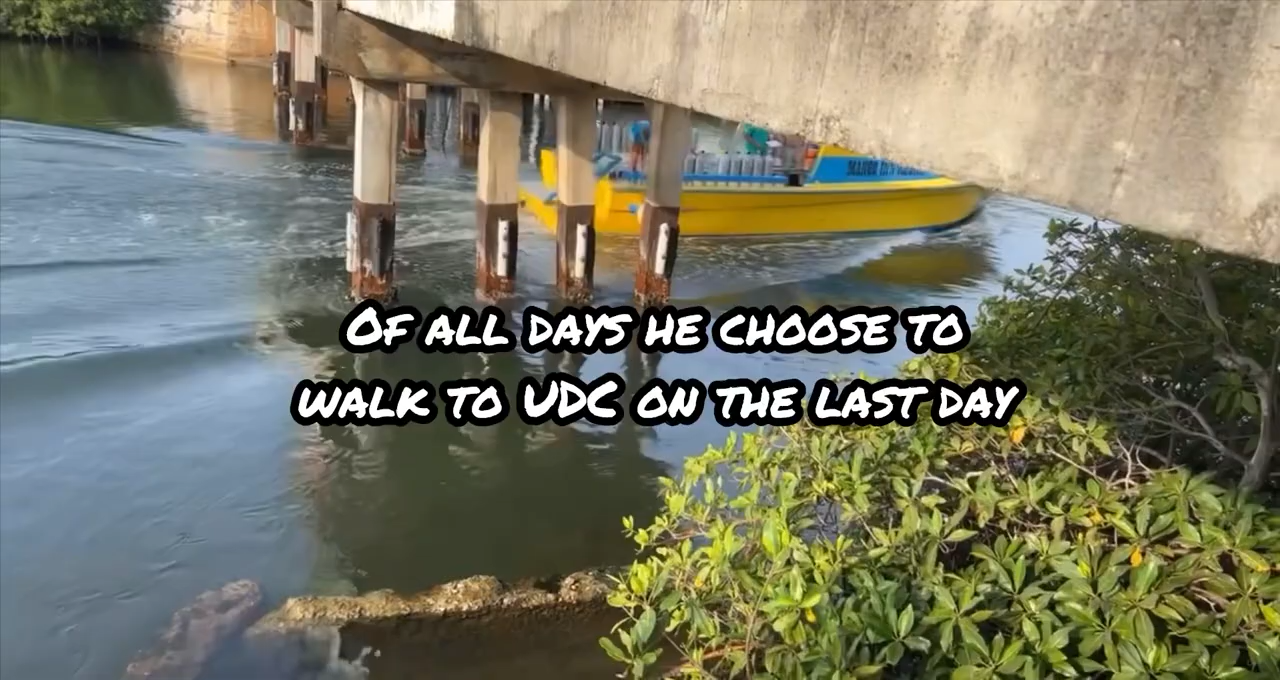 Of all days he choose to
walk to UDC on the last day